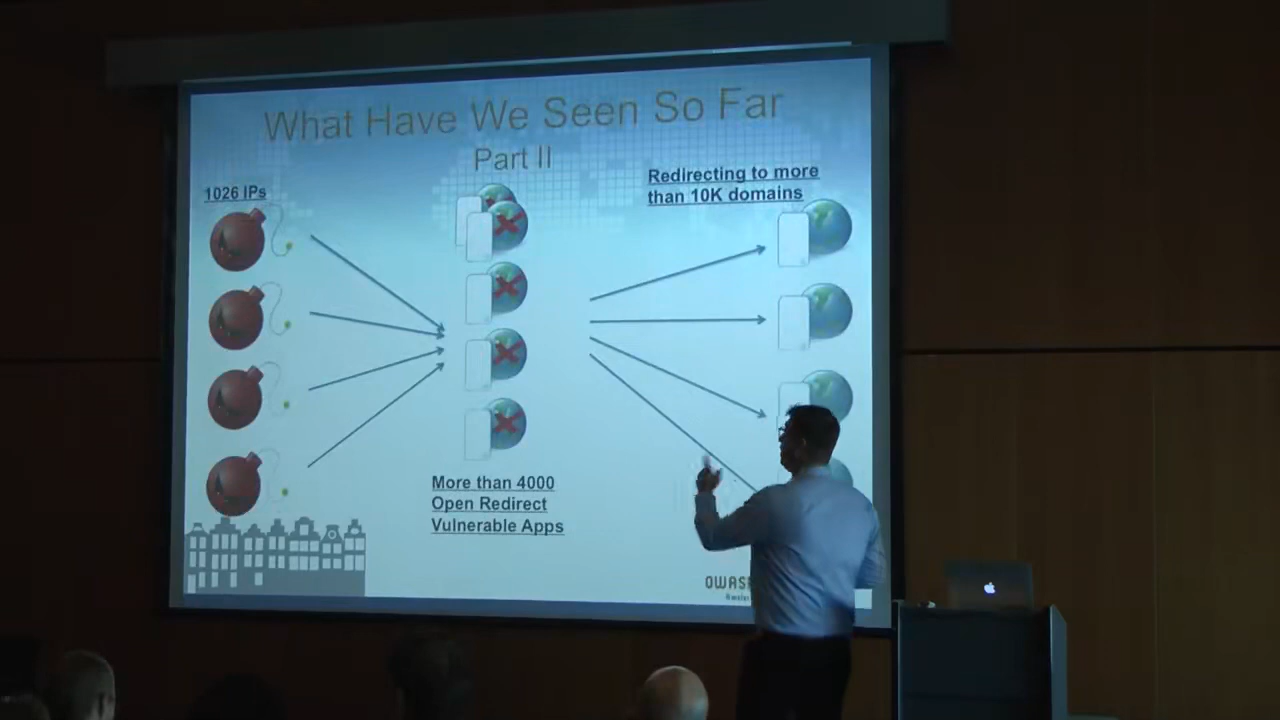 What Have We Seen So Far
Part II
1026 IPs
Redirecting to more
than 10K domains
More than 4000
Open Redirect
Vulnerable Apps